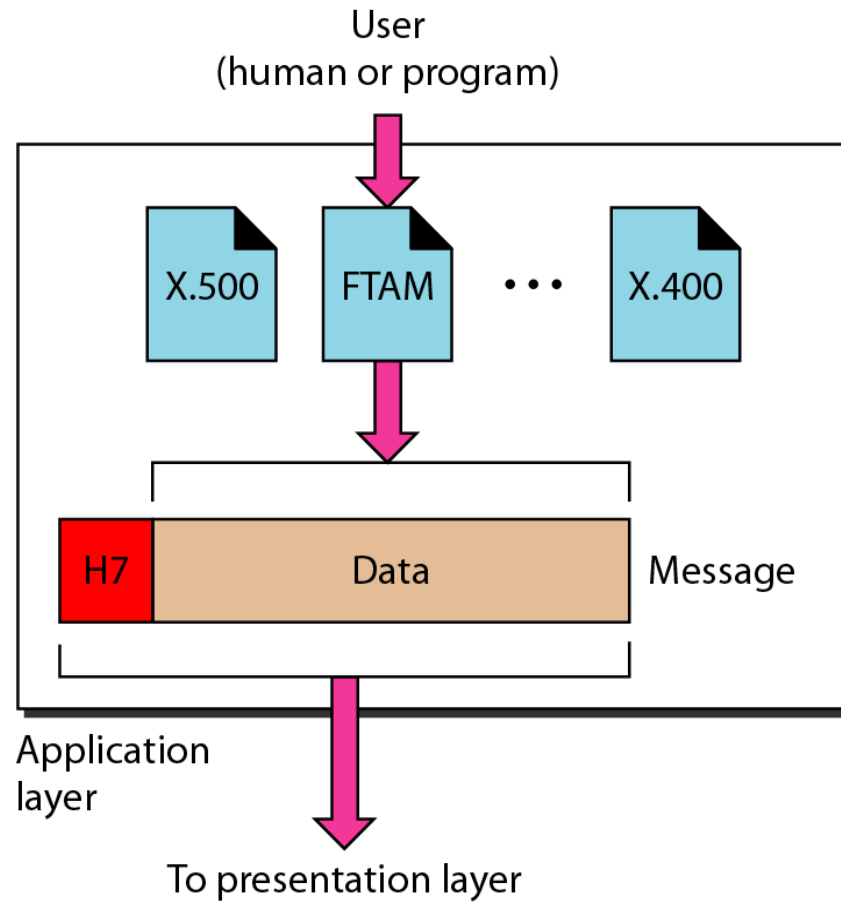 User
(human or program)
X.500
FTAM
...
X.400
H7
Data
Message
Application
layer
To presentation layer